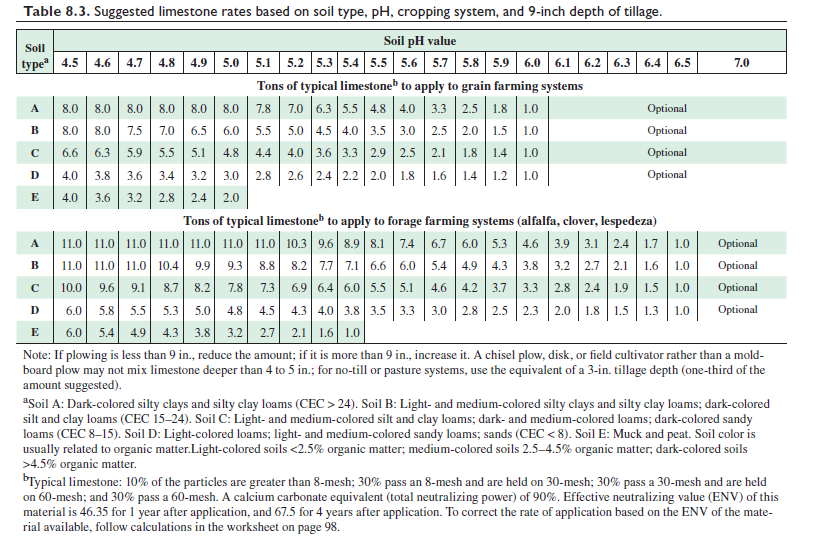 Table 8.3. Suggested limestone rates based on soil type, pH, cropping system, and 9-inch depth of tillage.
Soil typeᵃ Soil pH value
4.5 4.6 4.7 4.8 4.9 5.0 5.1 5.2 5.3 5.4 5.5 5.6 5.7 5.8 5.9 6.0 6.1 6.2 6.3 6.4 6.5 7.0
Tons of typical limestoneᵇ to apply to grain farming systems
A 8.0 8.0 8.0 8.0 8.0 8.0 7.8 7.0 6.3 5.5 4.8 4.0 3.3 2.5 1.8 1.0 Optional
B 8.0 8.0 7.5 7.0 6.5 6.0 5.5 5.0 4.5 4.0 3.5 3.0 2.5 2.0 1.5 1.0 Optional
C 6.6 6.3 5.9 5.5 5.1 4.8 4.4 4.0 3.6 3.3 2.9 2.5 2.1 1.8 1.4 1.0 Optional
D 4.0 3.8 3.6 3.4 3.2 3.0 2.8 2.6 2.4 2.2 2.0 1.8 1.6 1.4 1.2 1.0 Optional
E 4.0 3.6 3.2 2.8 2.4 2.0
Tons of typical limestoneᵇ to apply to forage farming systems (alfalfa, clover, lespedeza)
A 11.0 11.0 11.0 11.0 11.0 11.0 11.0 10.3 9.6 8.9 8.1 7.4 6.7 6.0 5.3 4.6 3.9 3.1 2.4 1.7 1.0 Optional
B 11.0 11.0 11.0 10.4 9.9 9.3 8.8 8.2 7.7 7.1 6.6 6.0 5.4 4.9 4.3 3.8 3.2 2.7 2.1 1.6 1.0 Optional
C 10.0 9.6 9.1 8.7 8.2 7.8 7.3 6.9 6.4 6.0 5.5 5.1 4.6 4.2 3.7 3.3 2.8 2.4 1.9 1.5 1.0 Optional
D 6.0 5.8 5.5 5.3 5.0 4.8 4.5 4.3 4.0 3.8 3.5 3.3 3.0 2.8 2.5 2.3 2.0 1.8 1.5 1.3 1.0 Optional
E 6.0 5.4 4.9 4.3 3.8 3.2 2.7 2.1 1.6 1.0
Note: If plowing is less than 9 in., reduce the amount; if it is more than 9 in., increase it. A chisel plow, disk, or field cultivator rather than a mold-
board plow may not mix limestone deeper than 4 to 5 in.; for no-till or pasture systems, use the equivalent of a 3-in. tillage depth (one-third of the
amount suggested).
ᵃSoil A: Dark-colored silty clays and silty clay loams (CEC > 24). Soil B: Light- and medium-colored silty clays and silty clay loams; dark-colored
silt and clay loams (CEC 15–24). Soil C: Light- and medium-colored silt and clay loams; dark- and medium-colored loams; dark-colored sandy
loams (CEC 8–15). Soil D: Light-colored loams; light- and medium-colored sandy loams; sands (CEC < 8). Soil E: Muck and peat. Soil color is
usually related to organic matter.Light-colored soils <2.5% organic matter; medium-colored soils 2.5–4.5% organic matter; dark-colored soils
>4.5% organic matter.
ᵇTypical limestone: 10% of the particles are greater than 8-mesh; 30% pass an 8-mesh and are held on 30-mesh; 30% pass a 30-mesh and are held
on 60-mesh; and 30% pass a 60-mesh. A calcium carbonate equivalent (total neutralizing power) of 90%. Effective neutralizing value (ENV) of this
material is 46.35 for 1 year after application, and 67.5 for 4 years after application. To correct the rate of application based on the ENV of the mate-
rial available, follow calculations in the worksheet on page 98.